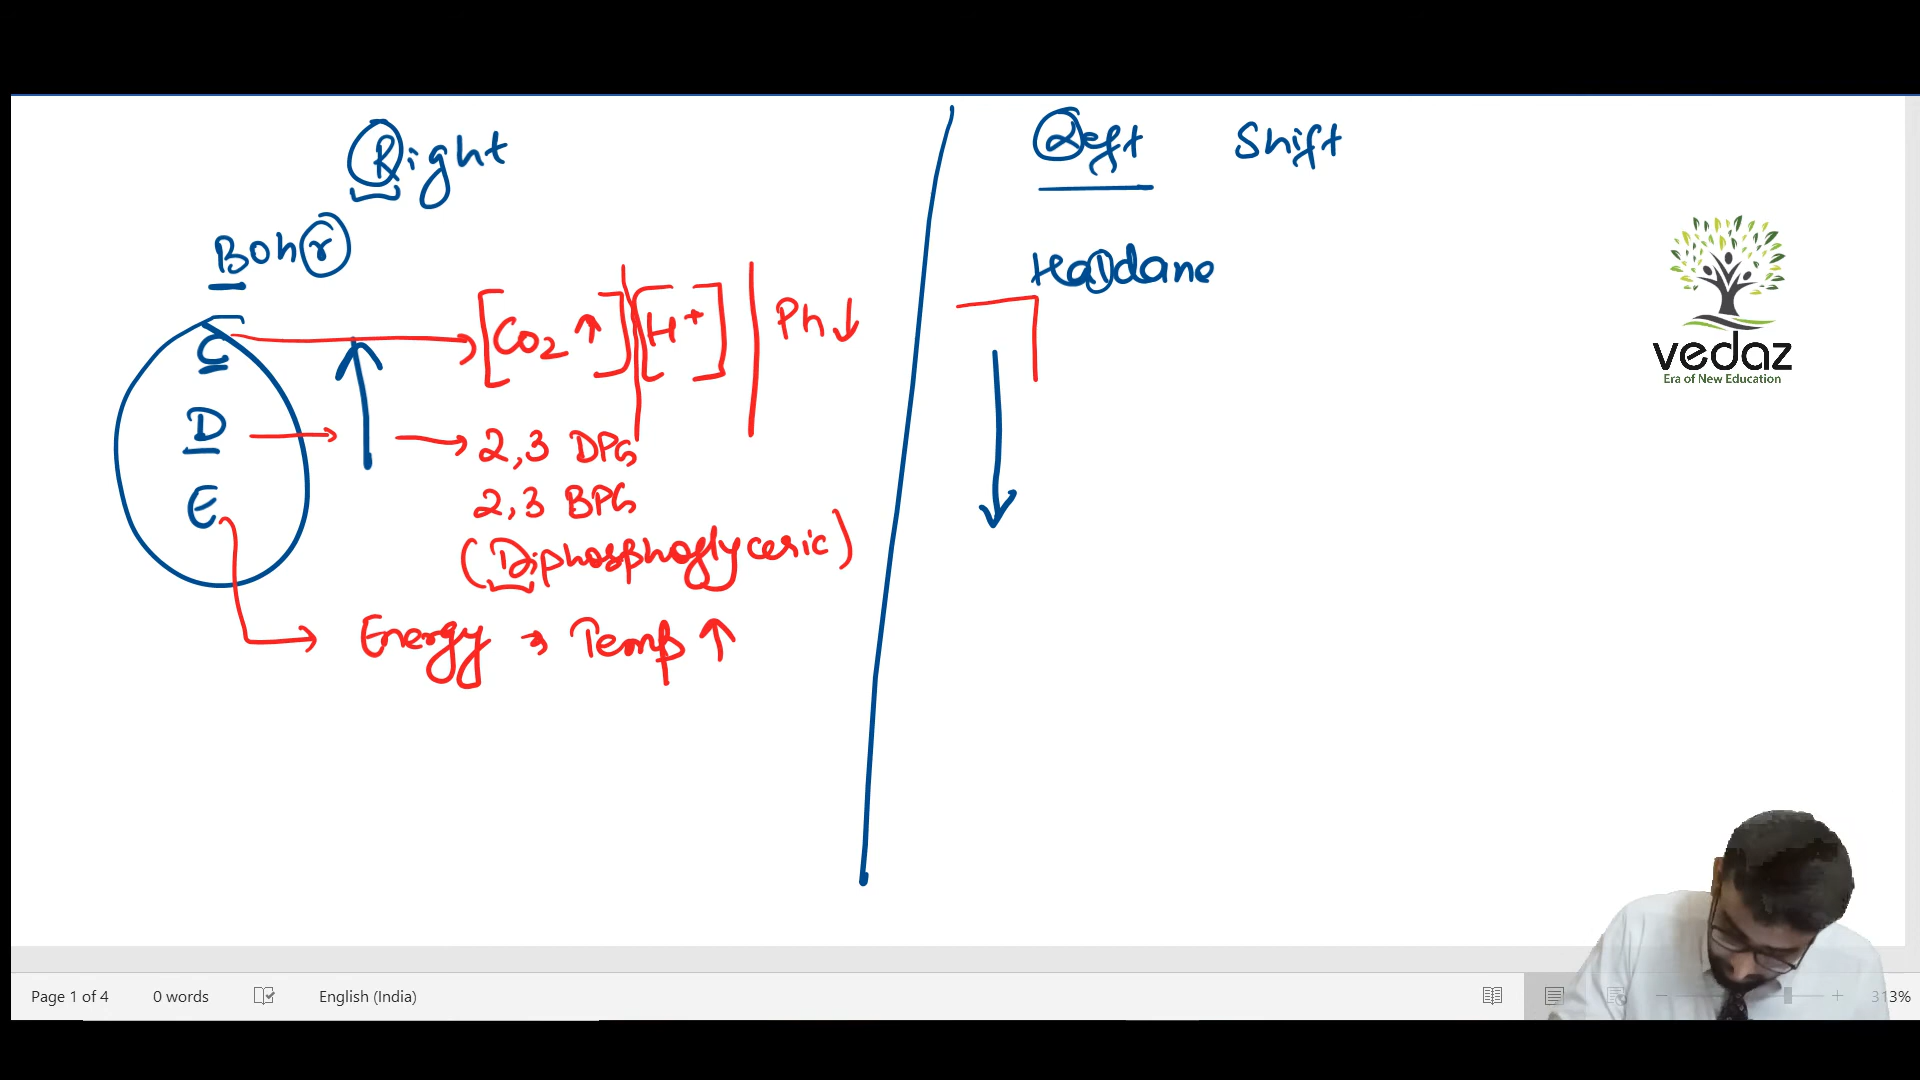 Right
Bohr
C
[CO2 ↑] [H+] Ph↓
D → → 2,3 DPG
2,3 BPG
E
(Diphosphoglyceric)
Energy → Temp ↑
Left Shift
Haldane
vedaz
Era of New Education
Page 1 of 4 0 words English (India) 313%